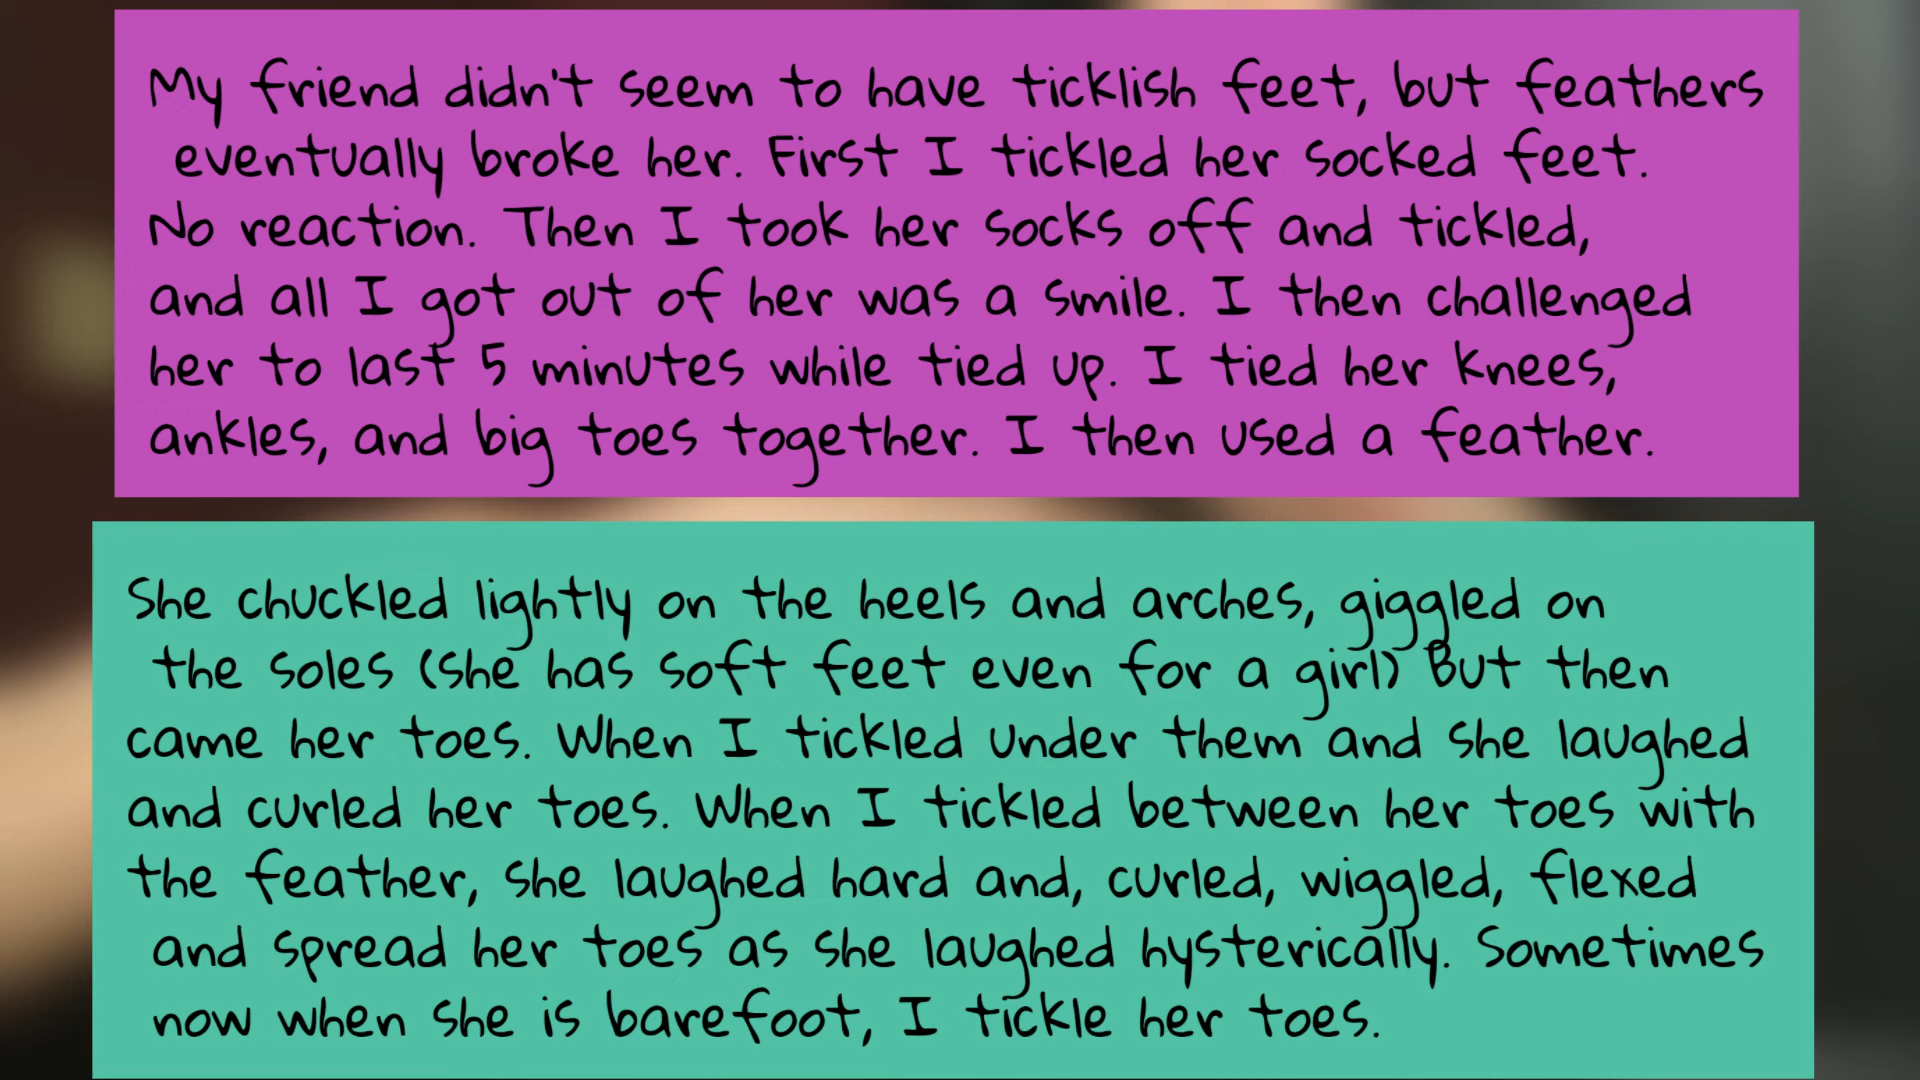 My friend didn't seem to have ticklish feet, but feathers
eventually broke her. First I tickled her socked feet.
No reaction. Then I took her socks off and tickled,
and all I got out of her was a smile. I then challenged
her to last 5 minutes while tied up. I tied her knees,
ankles, and big toes together. I then used a feather.
She chuckled lightly on the heels and arches, giggled on
the soles (she has soft feet even for a girl) But then
came her toes. When I tickled under them and she laughed
and curled her toes. When I tickled between her toes with
the feather, she laughed hard and, curled, wiggled, flexed
and spread her toes as she laughed hysterically. Sometimes
now when she is barefoot, I tickle her toes.